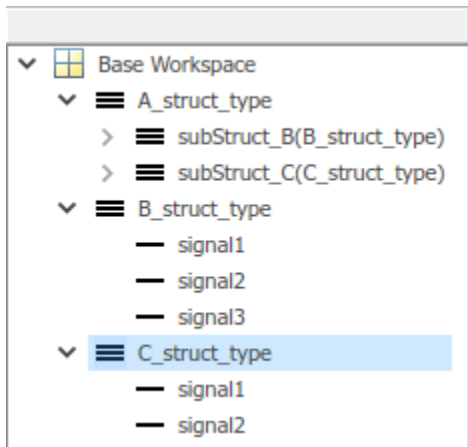 Base Workspace
A_struct_type
subStruct_B(B_struct_type)
subStruct_C(C_struct_type)
B_struct_type
signal1
signal2
signal3
C_struct_type
signal1
signal2